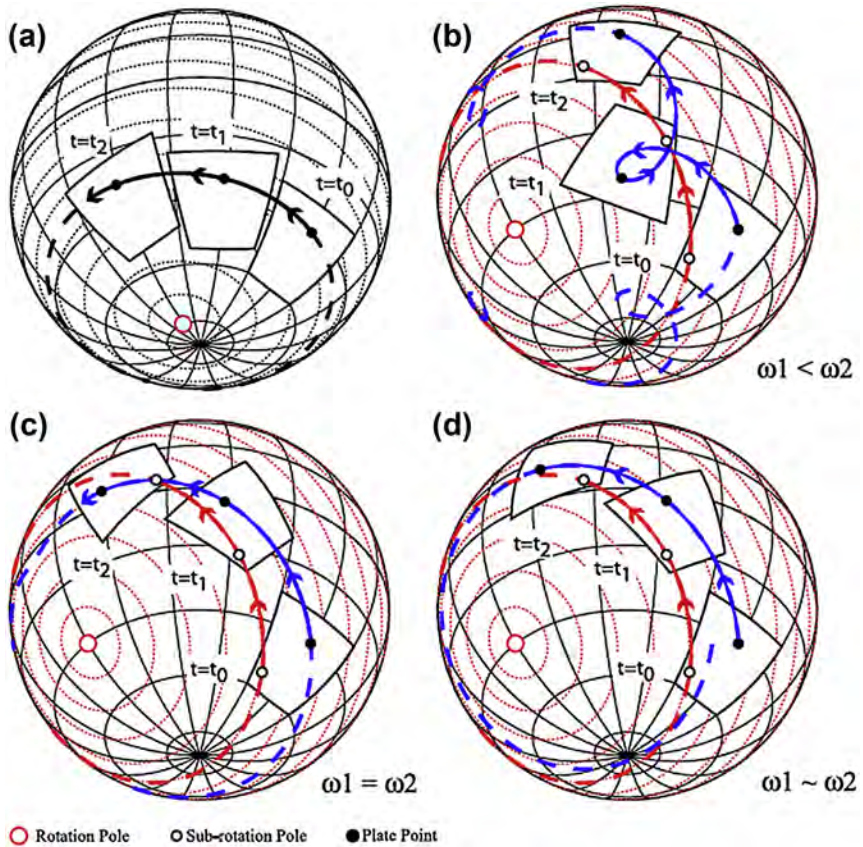 (a)
t=t2
t=t1
t=t0
(b)
t=t2
t=t1
t=t0
ω1 < ω2
(c)
t=t2
t=t1
t=t0
ω1 = ω2
(d)
t=t2
t=t1
t=t0
ω1 ~ ω2
Rotation Pole Sub-rotation Pole Plate Point